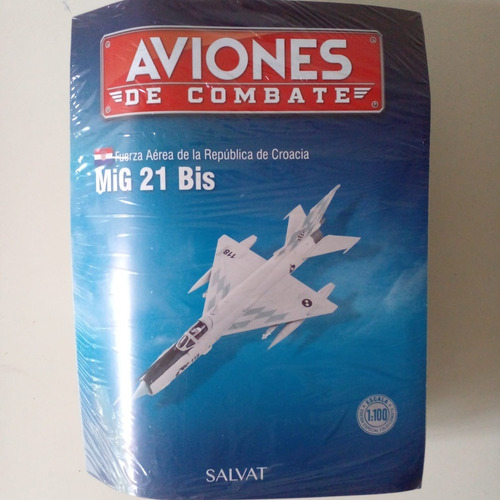 AVIONES
DE COMBATE
Fuerza Aérea de la República de Croacia
MiG 21 Bis
118
ESCALA
1:100
SALVAT